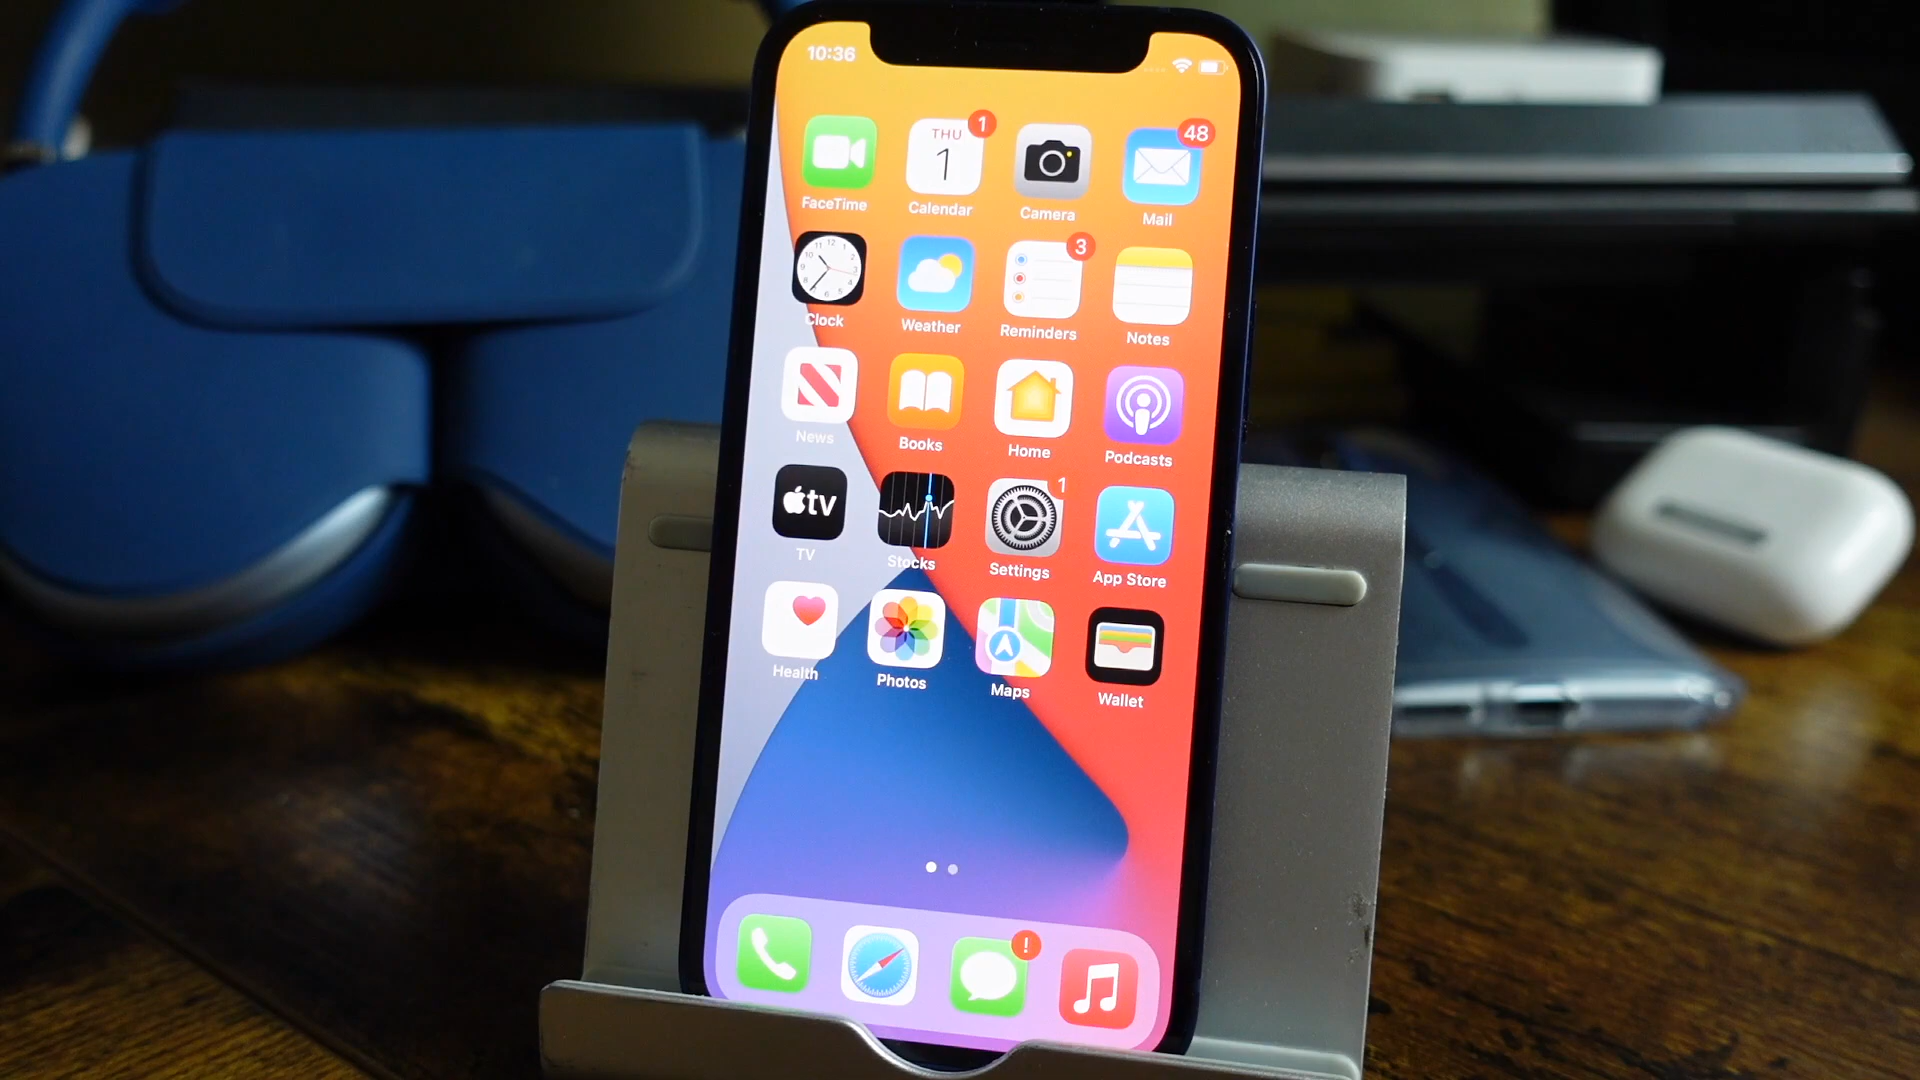 10:36
THU 1
1
48
FaceTime
Calendar
Camera
Mail
3
Clock
Weather
Reminders
Notes
News
Books
Home
Podcasts
tv
1
TV
Stocks
Settings
App Store
Health
Photos
Maps
Wallet
!